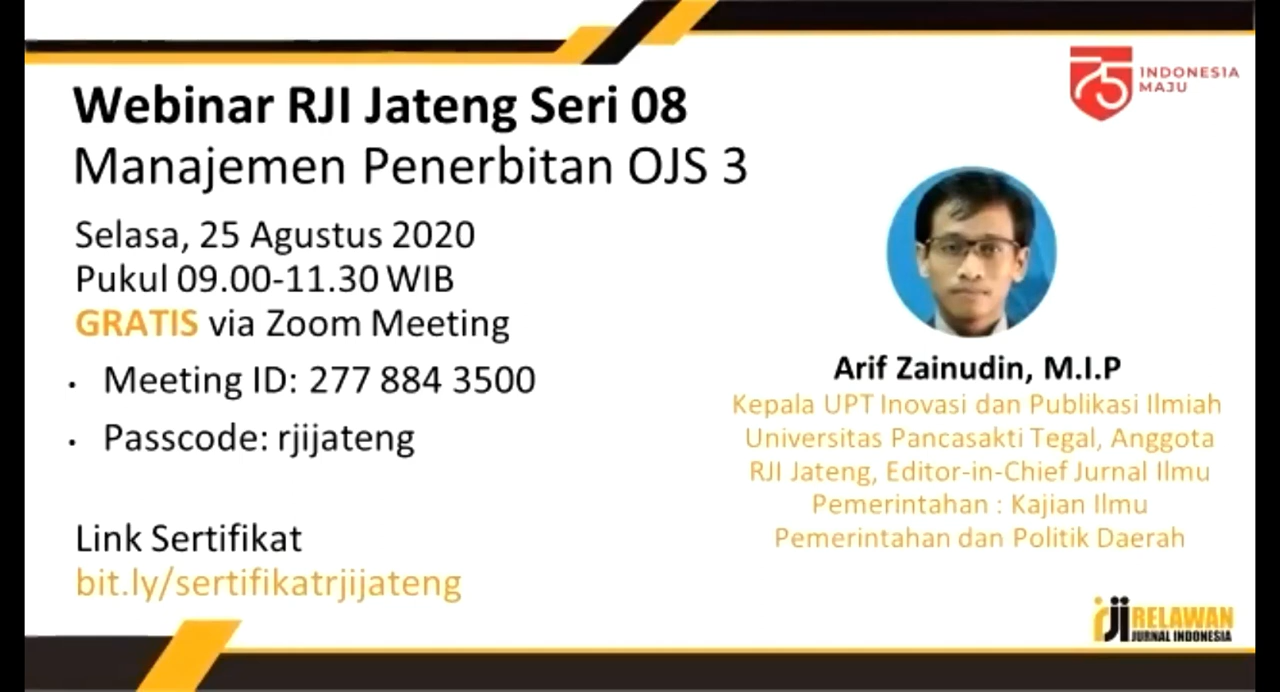 Webinar RJI Jateng Seri 08
Manajemen Penerbitan OJS 3
Selasa, 25 Agustus 2020
Pukul 09.00-11.30 WIB
GRATIS via Zoom Meeting
• Meeting ID: 277 884 3500
• Passcode: rjijateng
Link Sertifikat
bit.ly/sertifikatrjijateng
75 INDONESIA
MAJU
Arif Zainudin, M.I.P
Kepala UPT Inovasi dan Publikasi Ilmiah
Universitas Pancasakti Tegal, Anggota
RJI Jateng, Editor-in-Chief Jurnal Ilmu
Pemerintahan : Kajian Ilmu
Pemerintahan dan Politik Daerah
rji RELAWAN
JURNAL INDONESIA